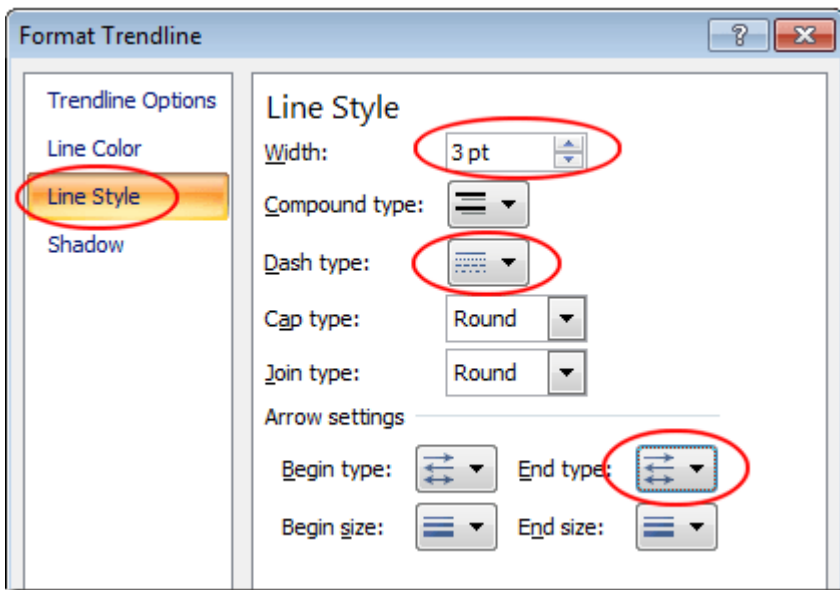 Format Trendline
Trendline Options
Line Color
Line Style
Shadow
Line Style
Width: 3 pt
Compound type:
Dash type:
Cap type: Round
Join type: Round
Arrow settings
Begin type: End type:
Begin size: End size: